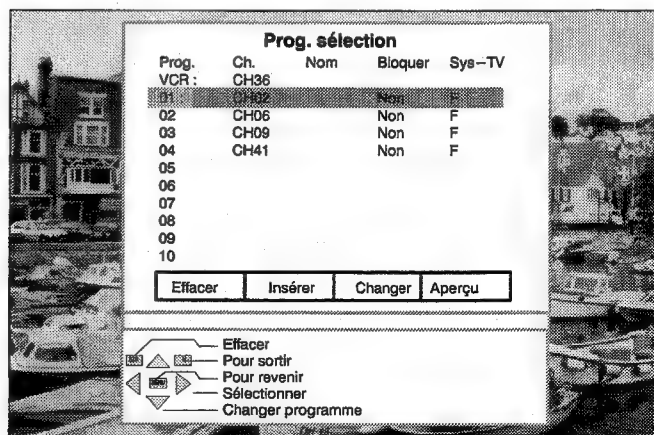 Prog. sélection
Prog. Ch. Nom Bloquer Sys-TV
VCR : CH36
01 : CH02 Non F
02 CH06 Non F
03 CH09 Non F
04 CH41 Non F
05
06
07
08
09
10
Effacer Insérer Changer Aperçu
Effacer
Pour sortir
Pour revenir
Sélectionner
Changer programme